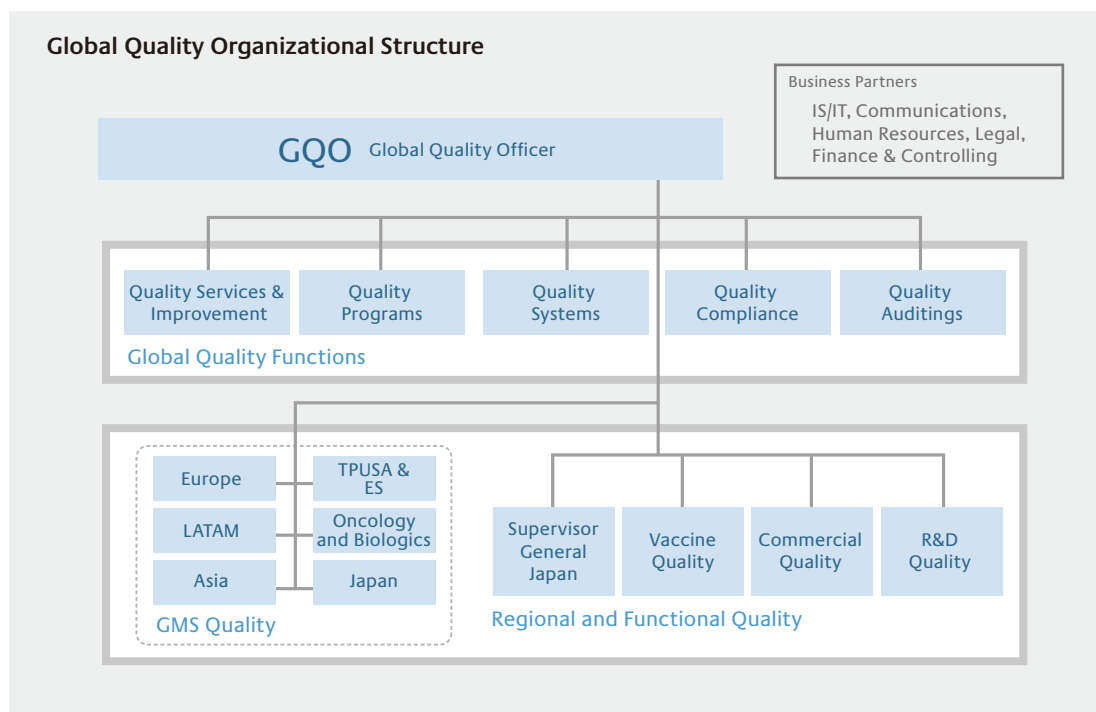 Global Quality Organizational Structure
Business Partners
IS/IT, Communications,
Human Resources, Legal,
Finance & Controlling
GQO Global Quality Officer
Quality Services &
Improvement
Quality
Programs
Quality
Systems
Quality
Compliance
Quality
Auditings
Global Quality Functions
Europe
TPUSA &
ES
LATAM
Oncology
and Biologics
Asia
Japan
GMS Quality
Supervisor
General
Japan
Vaccine
Quality
Commercial
Quality
R&D
Quality
Regional and Functional Quality